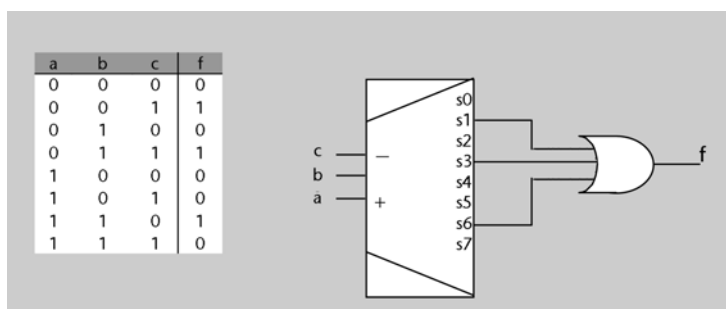 a b c f
0 0 0 0
0 0 1 1
0 1 0 0
0 1 1 1
1 0 0 0
1 0 1 0
1 1 0 1
1 1 1 0
s0
s1
s2
c − s3
b s4
a + s5
s6
s7
f